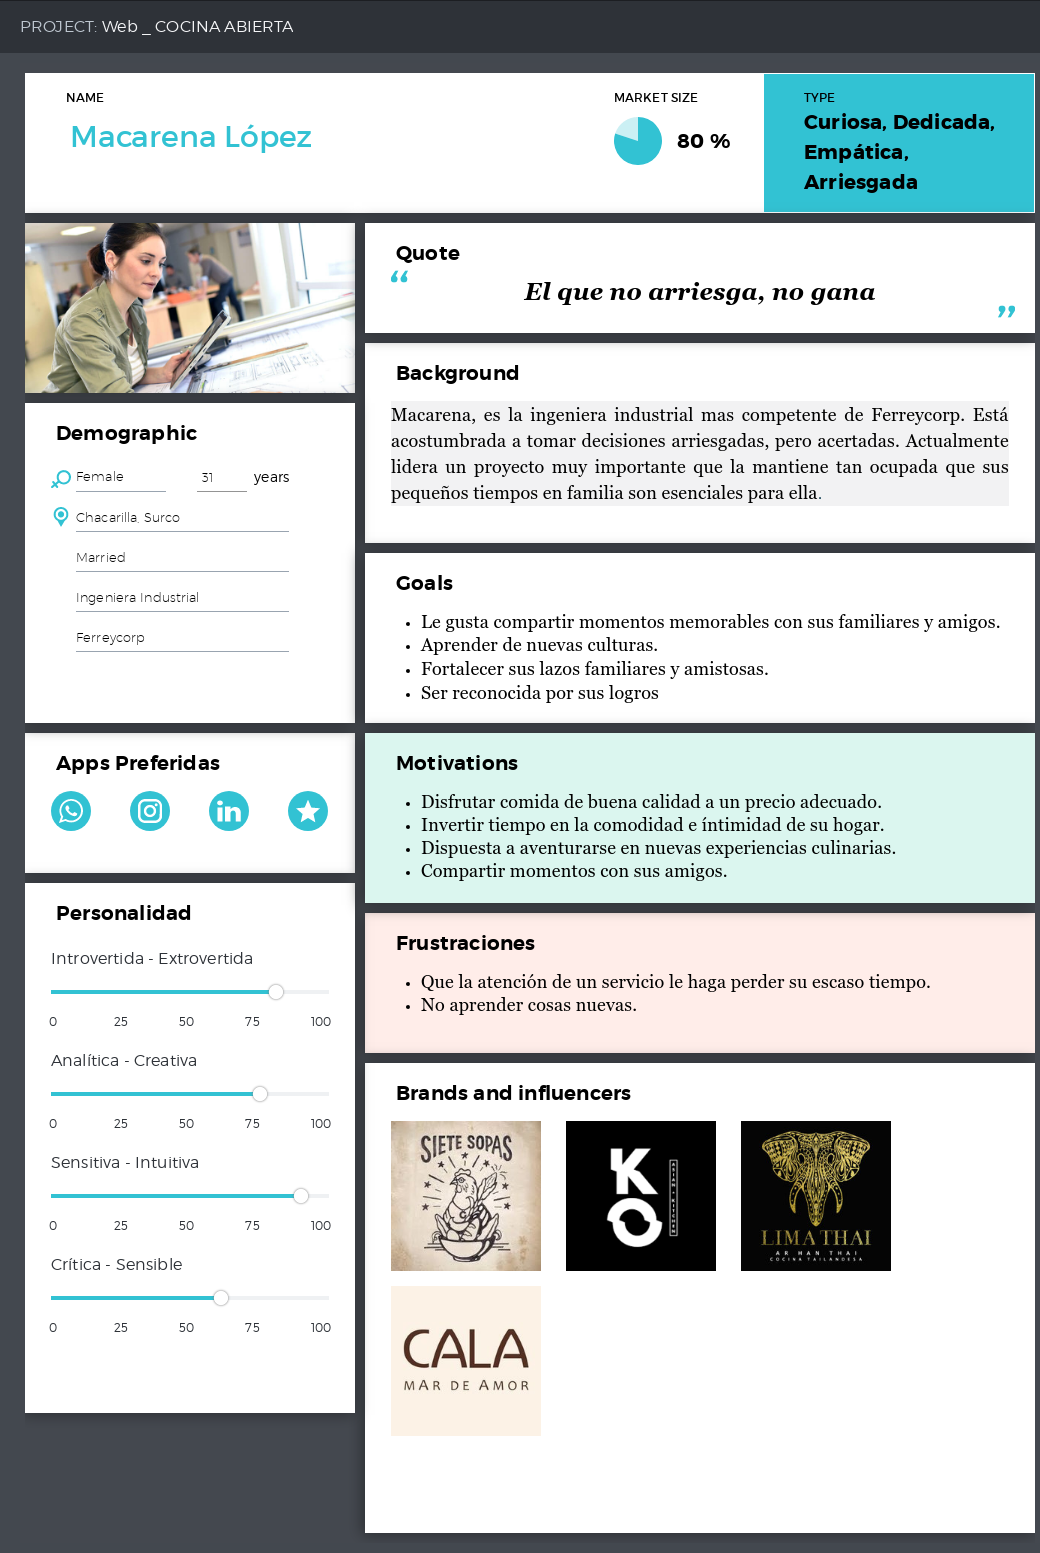 PROJECT: Web _ COCINA ABIERTA
NAME
Macarena López
MARKET SIZE
80 %
TYPE
Curiosa, Dedicada,
Empática,
Arriesgada
Quote
“
El que no arriesga, no gana
”
Background
Macarena, es la ingeniera industrial mas competente de Ferreycorp. Está
acostumbrada a tomar decisiones arriesgadas, pero acertadas. Actualmente
lidera un proyecto muy importante que la mantiene tan ocupada que sus
pequeños tiempos en familia son esenciales para ella.
Demographic
Female 31 years
Chacarilla, Surco
Married
Ingeniera Industrial
Ferreycorp
Goals
• Le gusta compartir momentos memorables con sus familiares y amigos.
• Aprender de nuevas culturas.
• Fortalecer sus lazos familiares y amistosas.
• Ser reconocida por sus logros
Apps Preferidas
in
Motivations
• Disfrutar comida de buena calidad a un precio adecuado.
• Invertir tiempo en la comodidad e íntimidad de su hogar.
• Dispuesta a aventurarse en nuevas experiencias culinarias.
• Compartir momentos con sus amigos.
Personalidad
Introvertida - Extrovertida
0 25 50 75 100
Analítica - Creativa
0 25 50 75 100
Sensitiva - Intuitiva
0 25 50 75 100
Crítica - Sensible
0 25 50 75 100
Frustraciones
• Que la atención de un servicio le haga perder su escaso tiempo.
• No aprender cosas nuevas.
Brands and influencers
SIETE SOPAS
KO
ASIAN • KITCHEN
LIMA THAI
AR HAN THAI
COCINA TAILANDESA
CALA
MAR DE AMOR